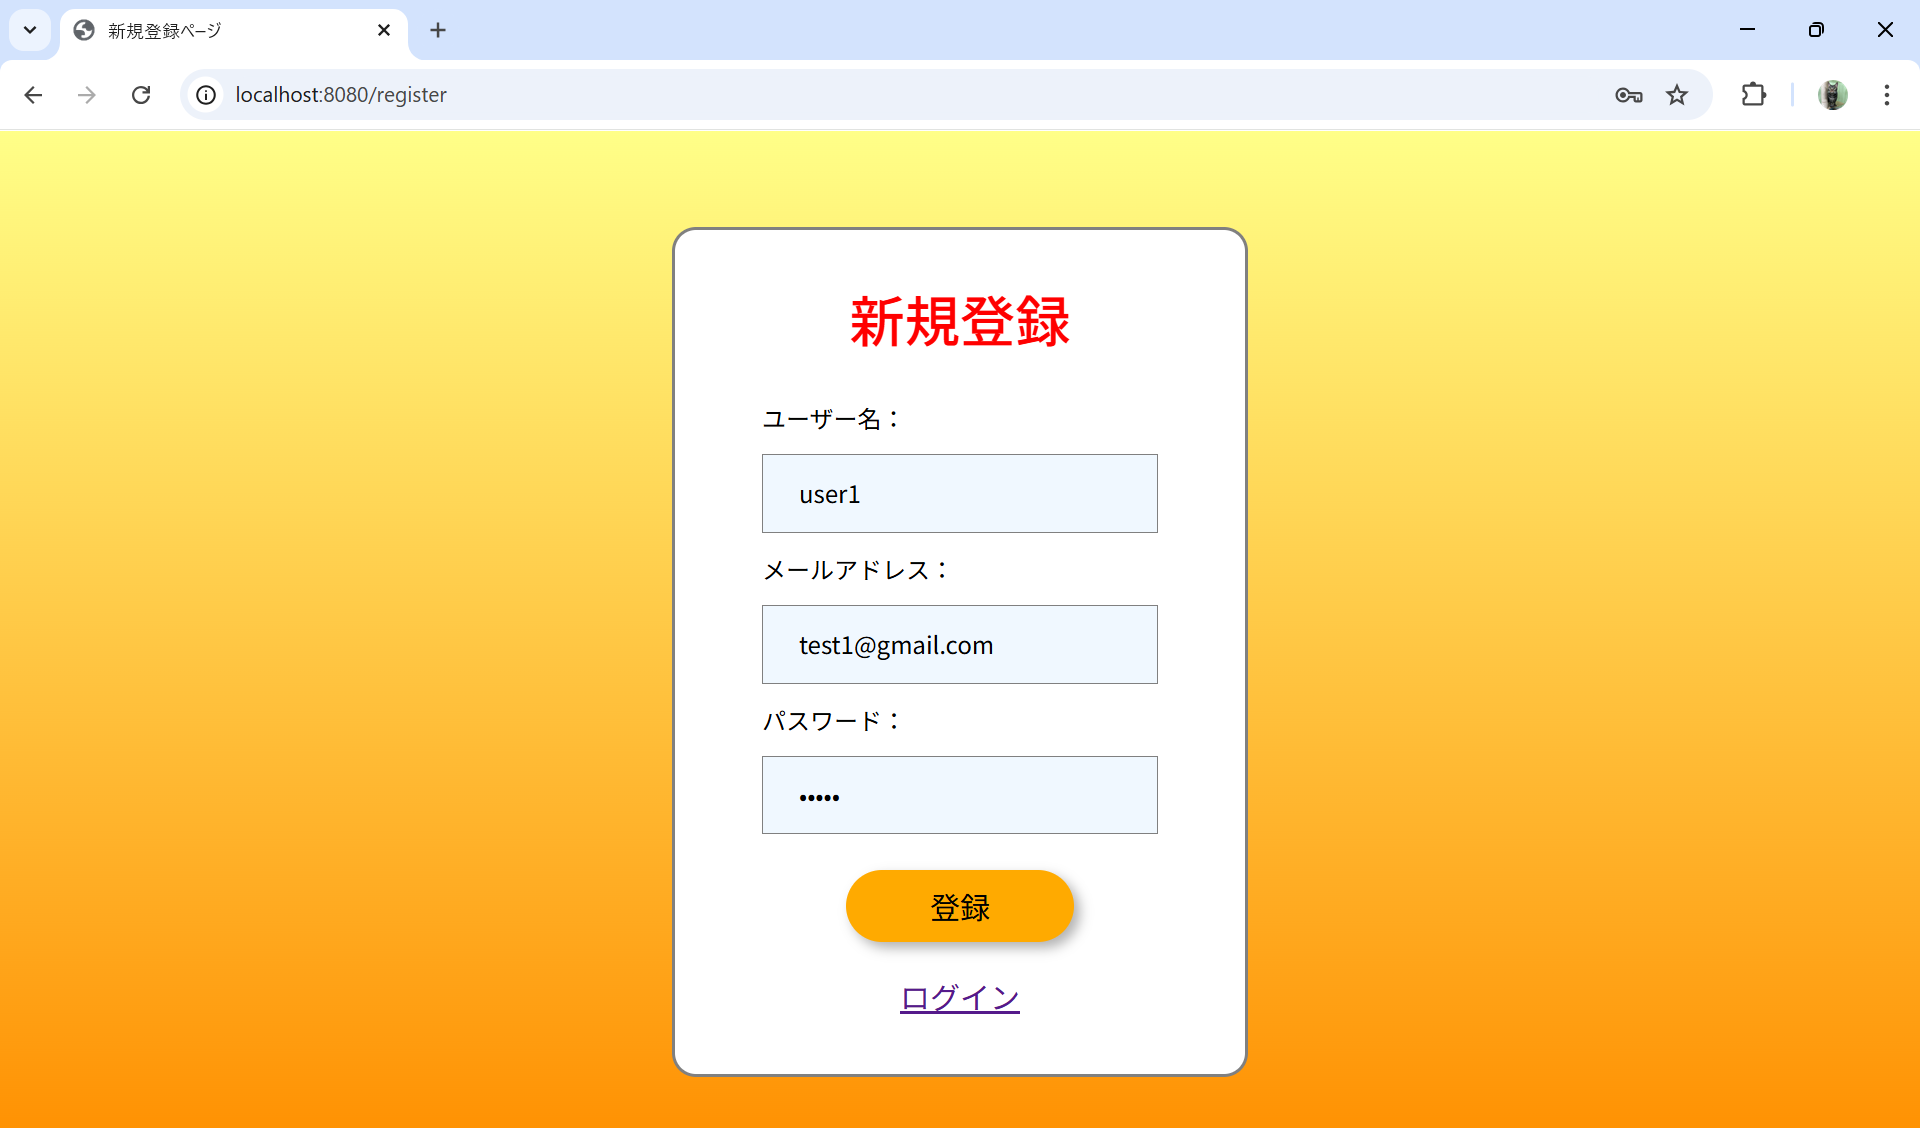 新規登録ページ
localhost:8080/register
新規登録
ユーザー名：
user1
メールアドレス：
test1@gmail.com
パスワード：
•••••
登録
ログイン